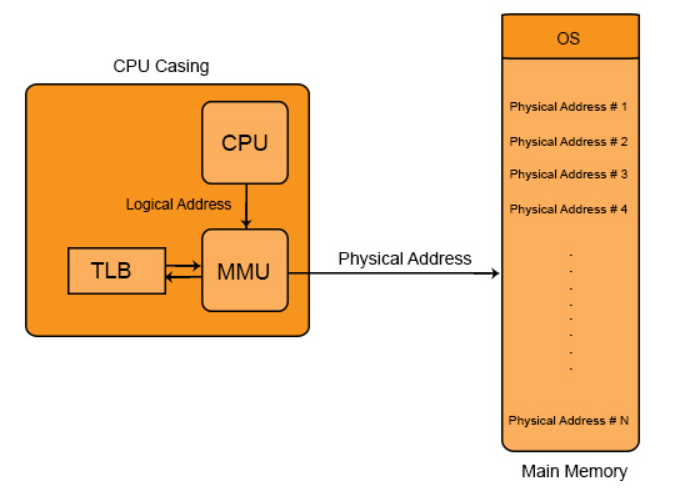 CPU Casing
CPU
Logical Address
TLB
MMU
Physical Address
OS
Physical Address # 1
Physical Address # 2
Physical Address # 3
Physical Address # 4
Physical Address # N
Main Memory